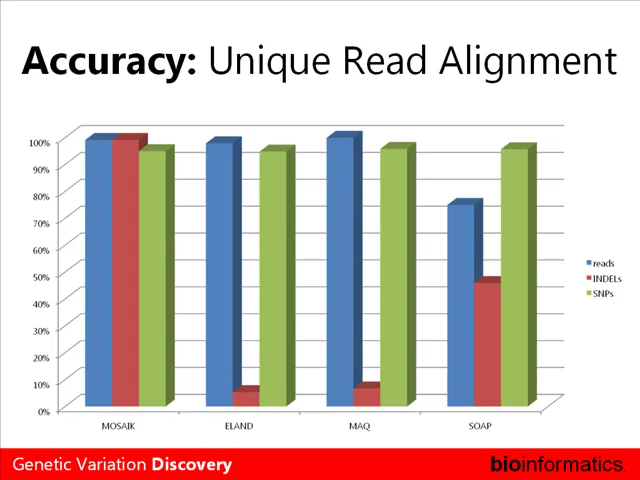 Accuracy: Unique Read Alignment
100%
90%
80%
70%
60%
50%
40%
30%
20%
10%
0%
reads
INDELs
SNPs
MOSAIK
ELAND
MAQ
SOAP
Genetic Variation Discovery
bioinformatics.